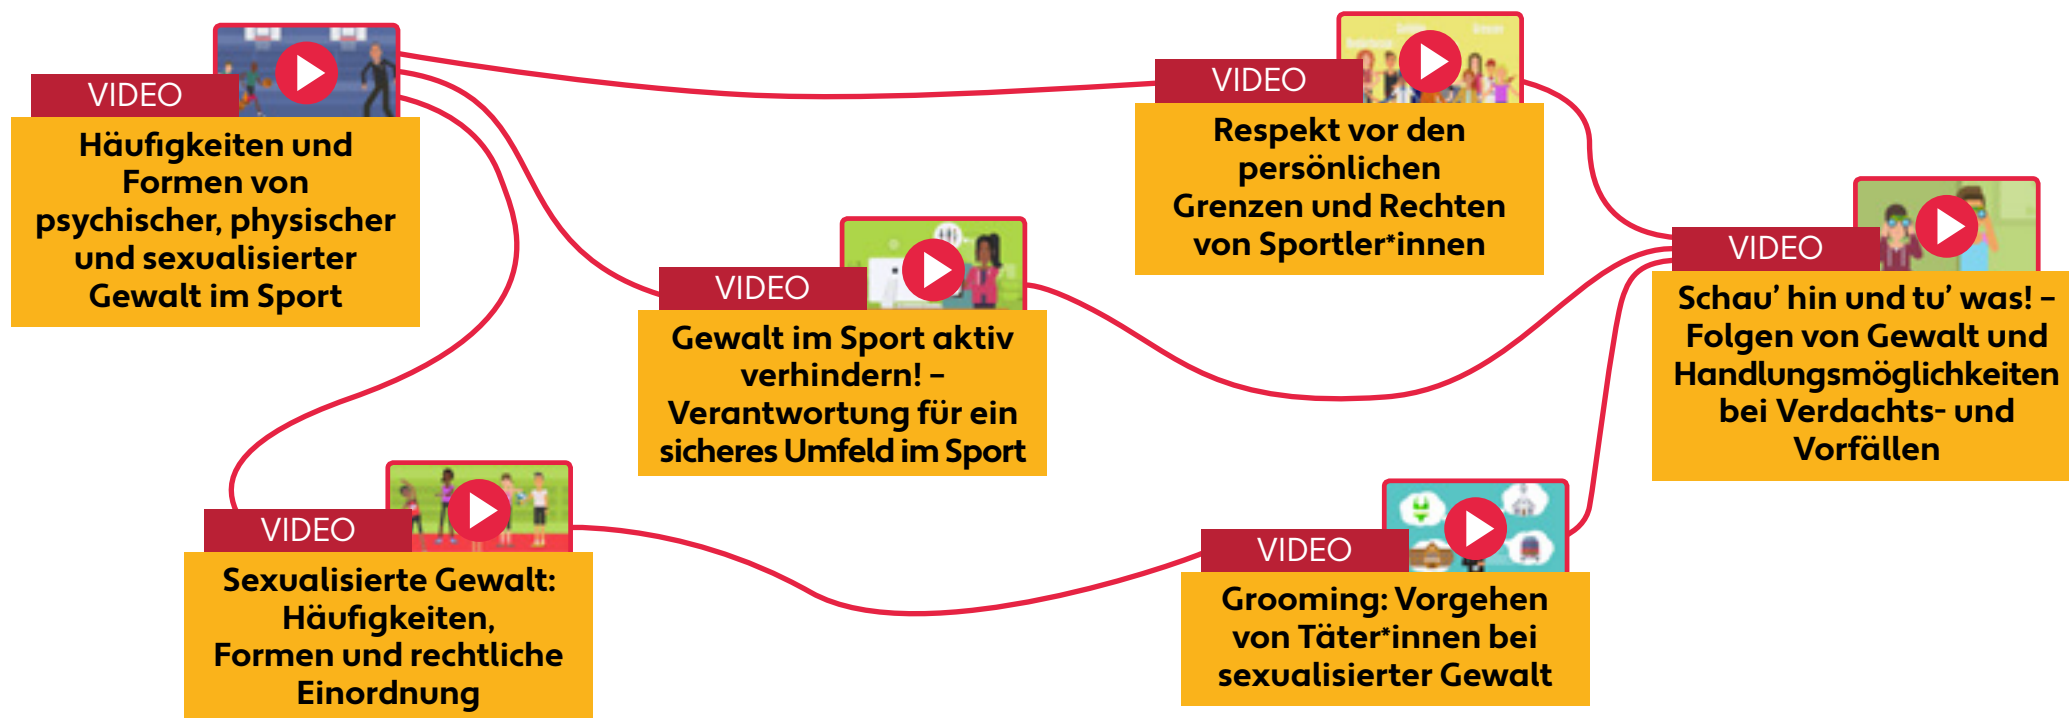 VIDEO
Häufigkeiten und
Formen von
psychischer, physischer
und sexualisierter
Gewalt im Sport
VIDEO
Respekt vor den
persönlichen
Grenzen und Rechten
von Sportler*innen
VIDEO
Gewalt im Sport aktiv
verhindern! –
Verantwortung für ein
sicheres Umfeld im Sport
VIDEO
Schau’ hin und tu’ was! –
Folgen von Gewalt und
Handlungsmöglichkeiten
bei Verdachts- und
Vorfällen
VIDEO
Sexualisierte Gewalt:
Häufigkeiten,
Formen und rechtliche
Einordnung
VIDEO
Grooming: Vorgehen
von Täter*innen bei
sexualisierter Gewalt